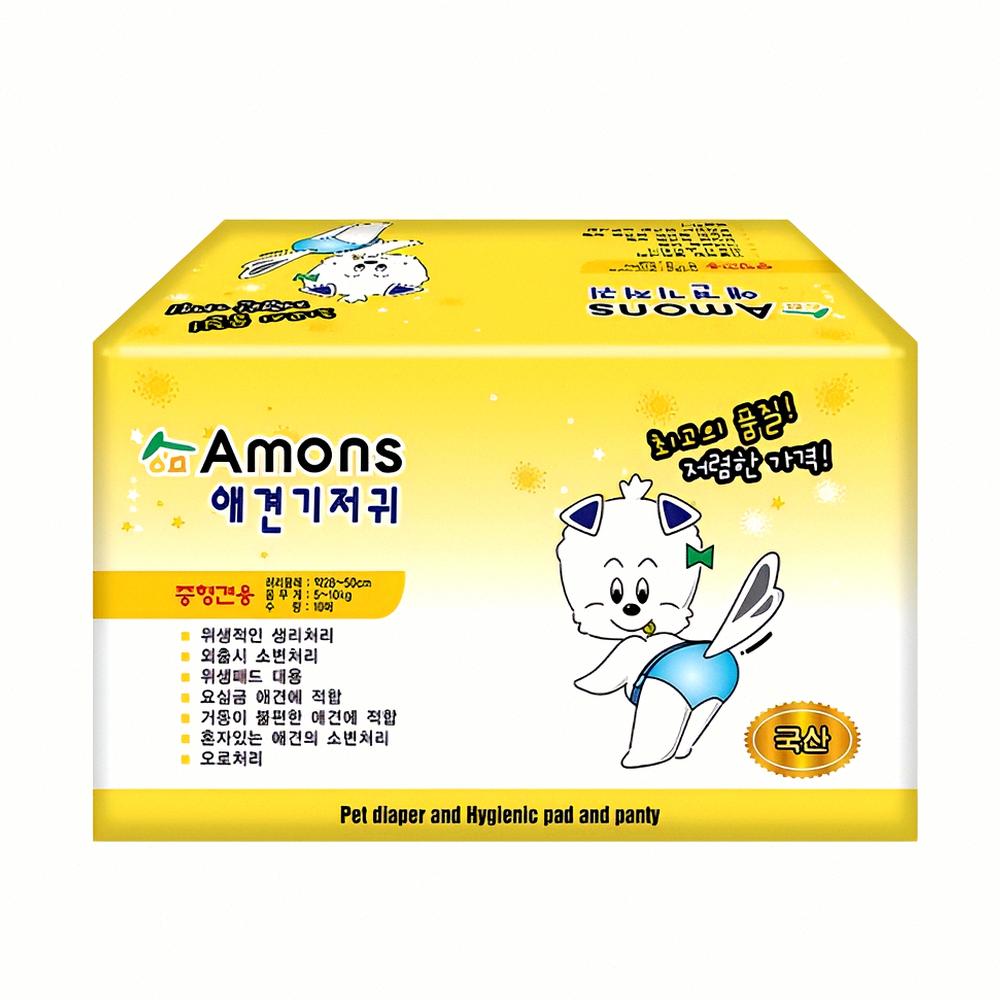 최고의 품질!
저렴한 가격!
Amons
애견기저귀
중형견용
허리둘레 : 약28~50cm
몸 무 게 : 5~10kg
수 량 : 10매
위생적인 생리처리
외출시 소변처리
위생패드 대용
요실금 애견에 적합
거동이 불편한 애견에 적합
혼자있는 애견의 소변처리
오로처리
국산
Pet diaper and Hygienic pad and panty